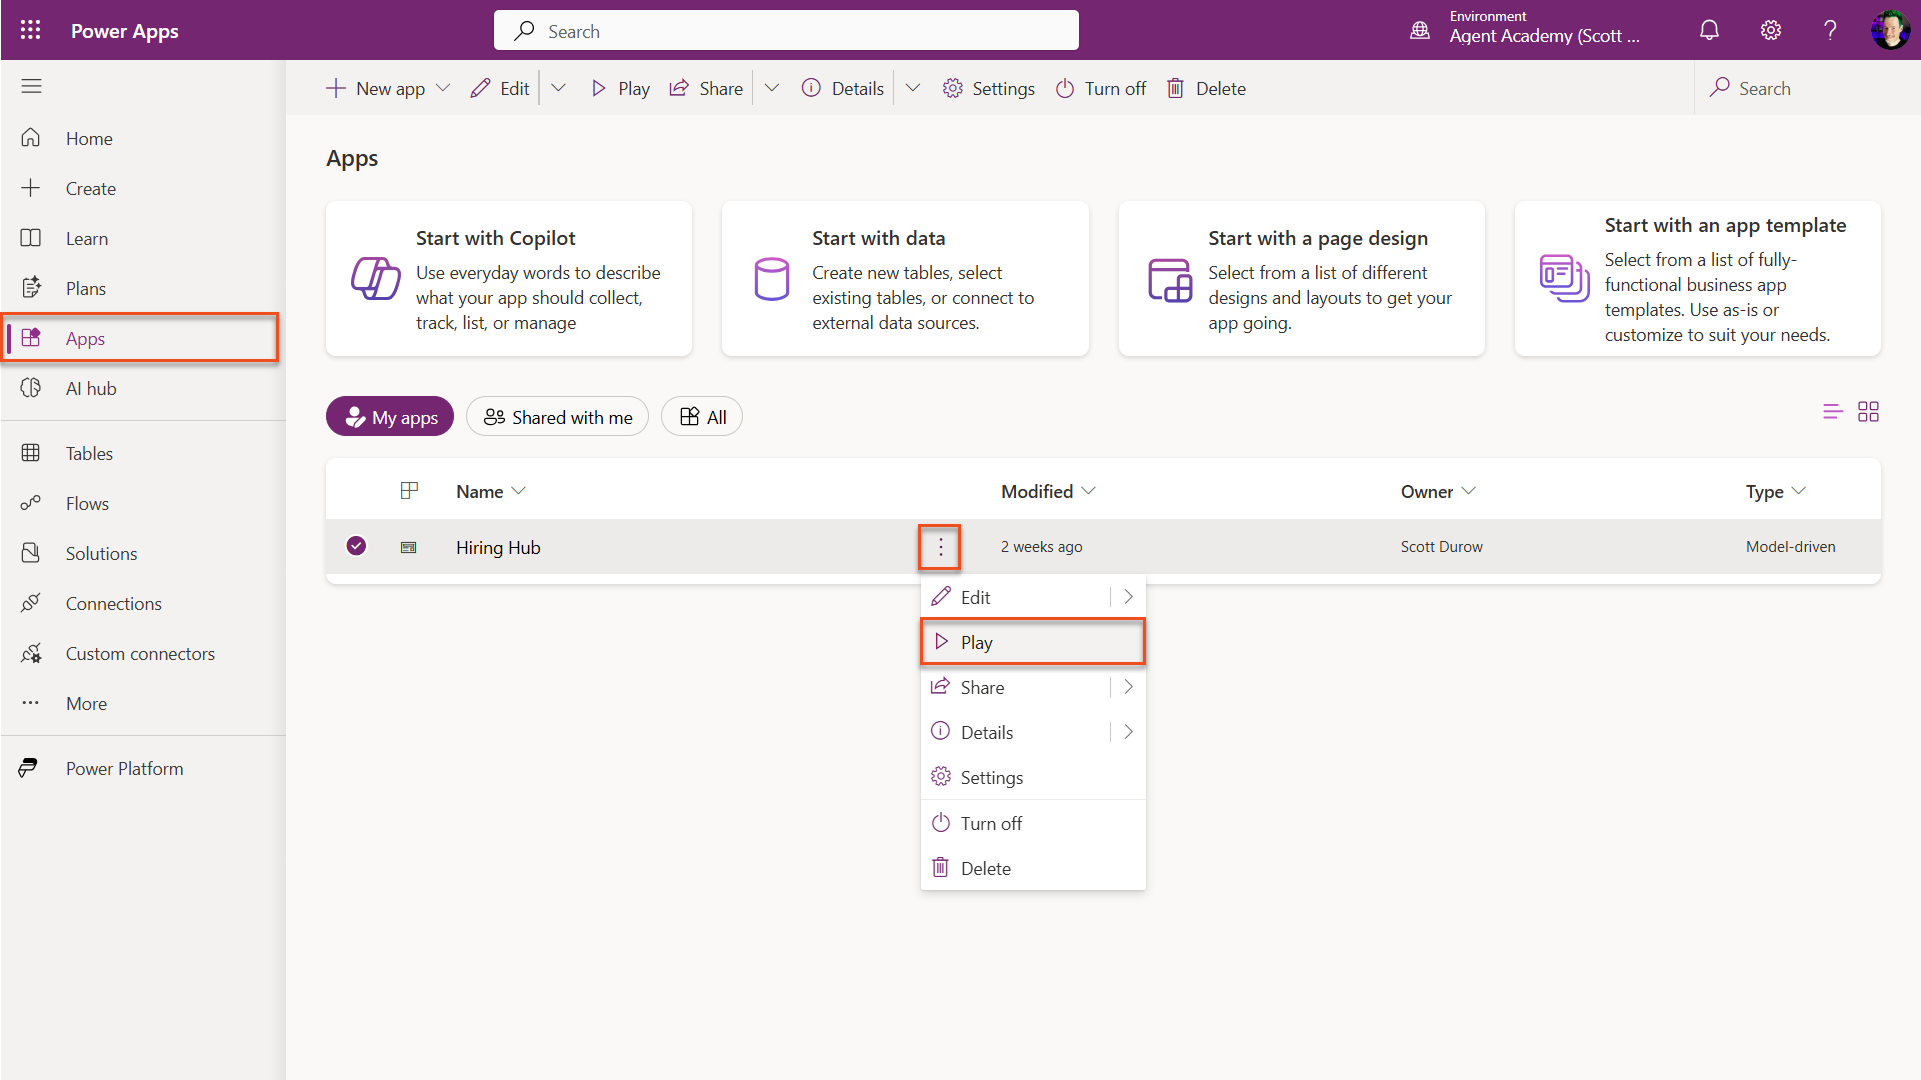 Power Apps
Search
Environment
Agent Academy (Scott ...
New app
Edit
Play
Share
Details
Settings
Turn off
Delete
Search
Home
Create
Learn
Plans
Apps
AI hub
Tables
Flows
Solutions
Connections
Custom connectors
More
Power Platform
Apps
Start with Copilot
Use everyday words to describe
what your app should collect,
track, list, or manage
Start with data
Create new tables, select
existing tables, or connect to
external data sources.
Start with a page design
Select from a list of different
designs and layouts to get your
app going.
Start with an app template
Select from a list of fully-
functional business app
templates. Use as-is or
customize to suit your needs.
My apps
Shared with me
All
Name
Modified
Owner
Type
Hiring Hub
2 weeks ago
Scott Durow
Model-driven
Edit
Play
Share
Details
Settings
Turn off
Delete